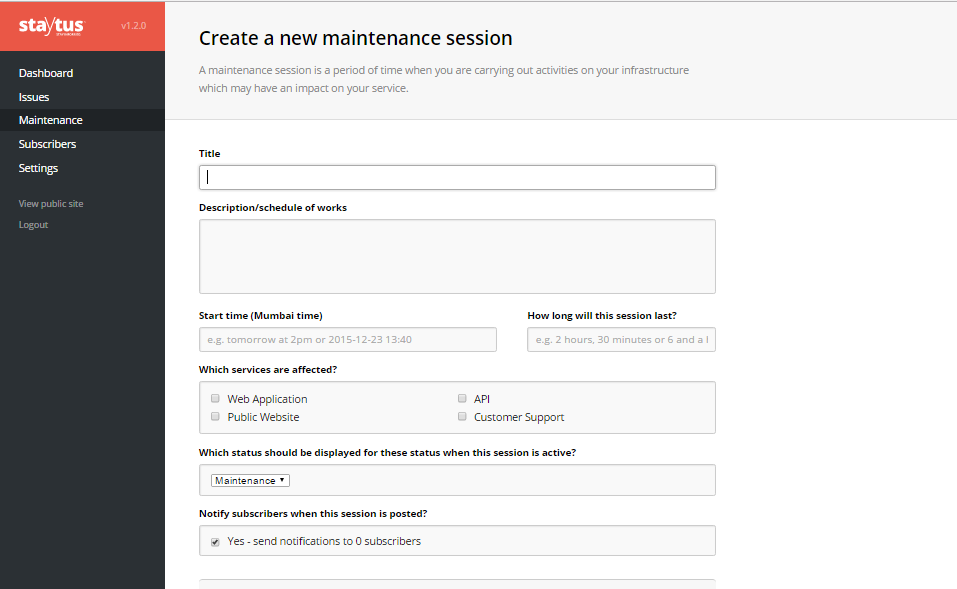 staytus
v1.2.0
Dashboard
Issues
Maintenance
Subscribers
Settings
View public site
Logout
Create a new maintenance session
A maintenance session is a period of time when you are carrying out activities on your infrastructure
which may have an impact on your service.
Title
Description/schedule of works
Start time (Mumbai time)
How long will this session last?
e.g. tomorrow at 2pm or 2015-12-23 13:40
e.g. 2 hours, 30 minutes or 6 and a
Which services are affected?
Web Application
API
Public Website
Customer Support
Which status should be displayed for these status when this session is active?
Maintenance
Notify subscribers when this session is posted?
Yes - send notifications to 0 subscribers